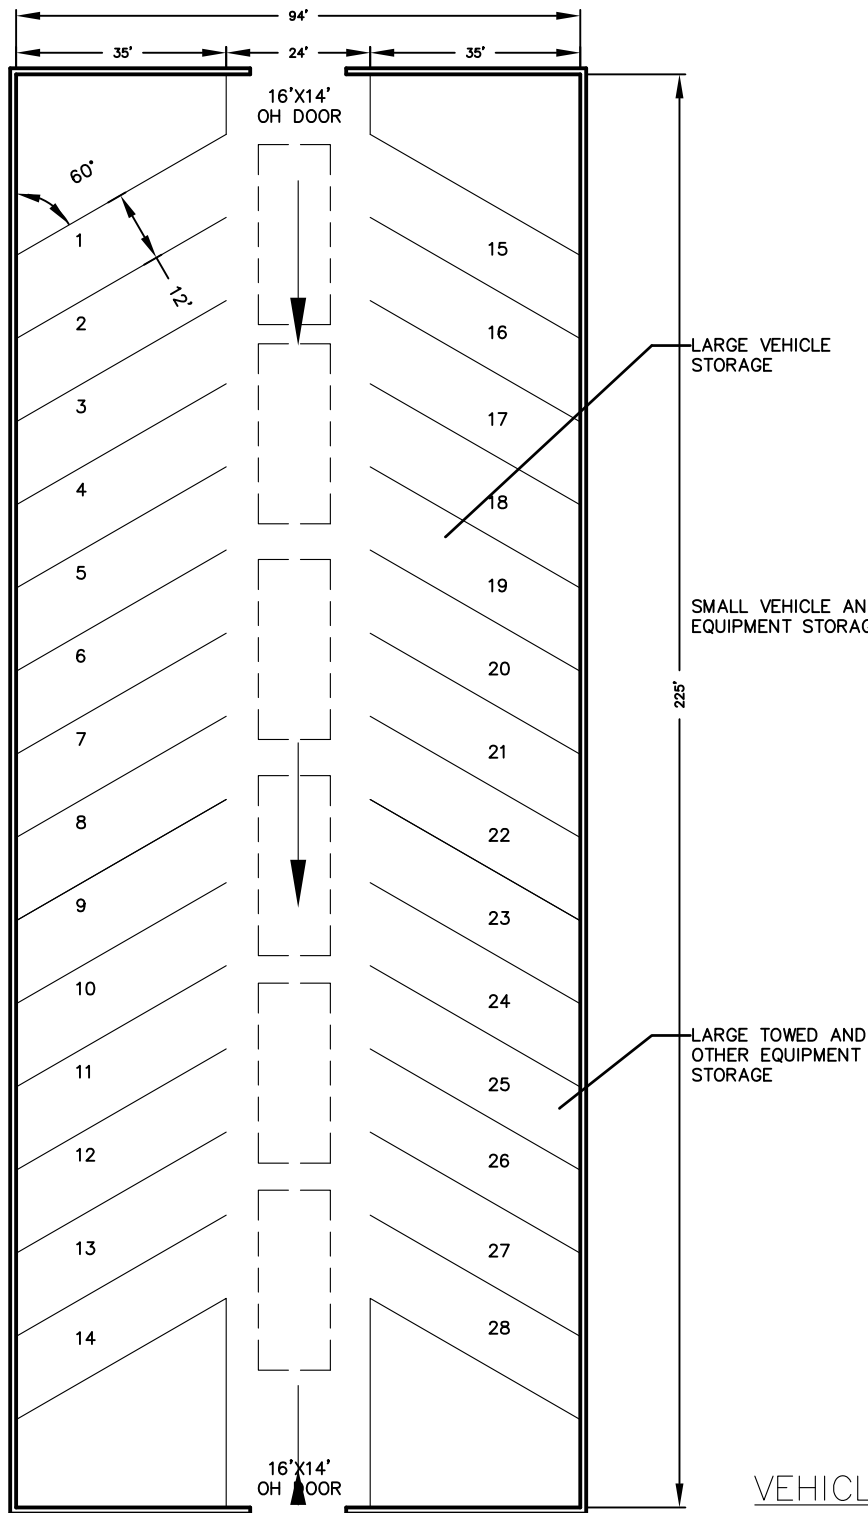 94'
35' 24' 35'
16'X14'
OH DOOR
60°
12'
1
2
3
4
5
6
7
8
9
10
11
12
13
14
15
16
17
18
19
20
21
22
23
24
25
26
27
28
LARGE VEHICLE
STORAGE
SMALL VEHICLE AN
EQUIPMENT STORAG
225'
LARGE TOWED AND
OTHER EQUIPMENT
STORAGE
16'X14'
OH DOOR
VEHICL